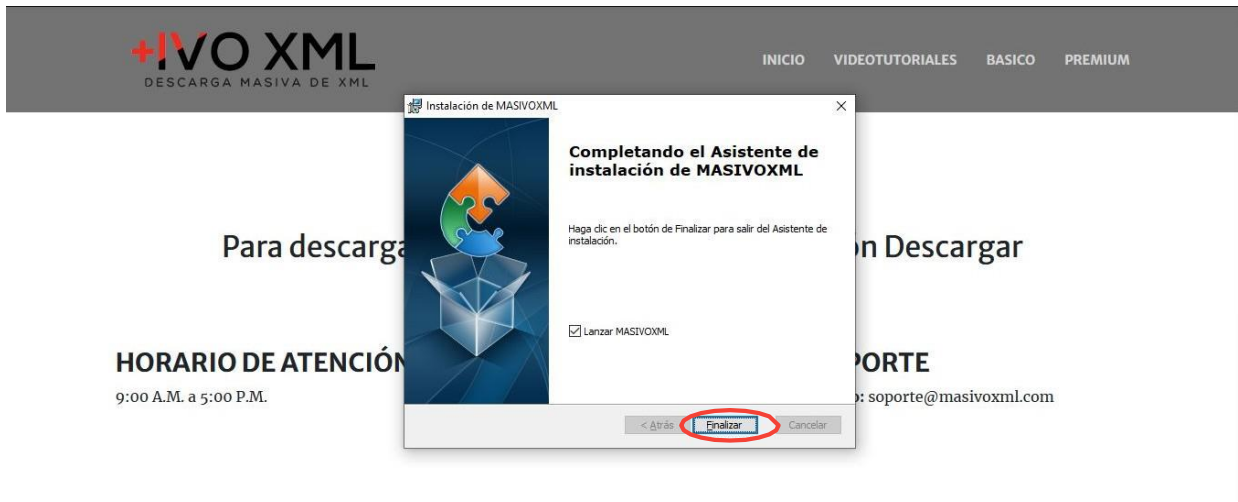 +IVO XML
DESCARGA MASIVA DE XML
INICIO VIDEOTUTORIALES BASICO PREMIUM
Instalación de MASIVOXML
Completando el Asistente de
instalación de MASIVOXML
Haga clic en el botón de Finalizar para salir del Asistente de
instalación.
Para Descargar
Lanzar MASIVOXML
HORARIO DE ATENCIÓN
9:00 A.M. a 5:00 P.M.
soporte@masivoxml.com
< Atrás Finalizar Cancelar